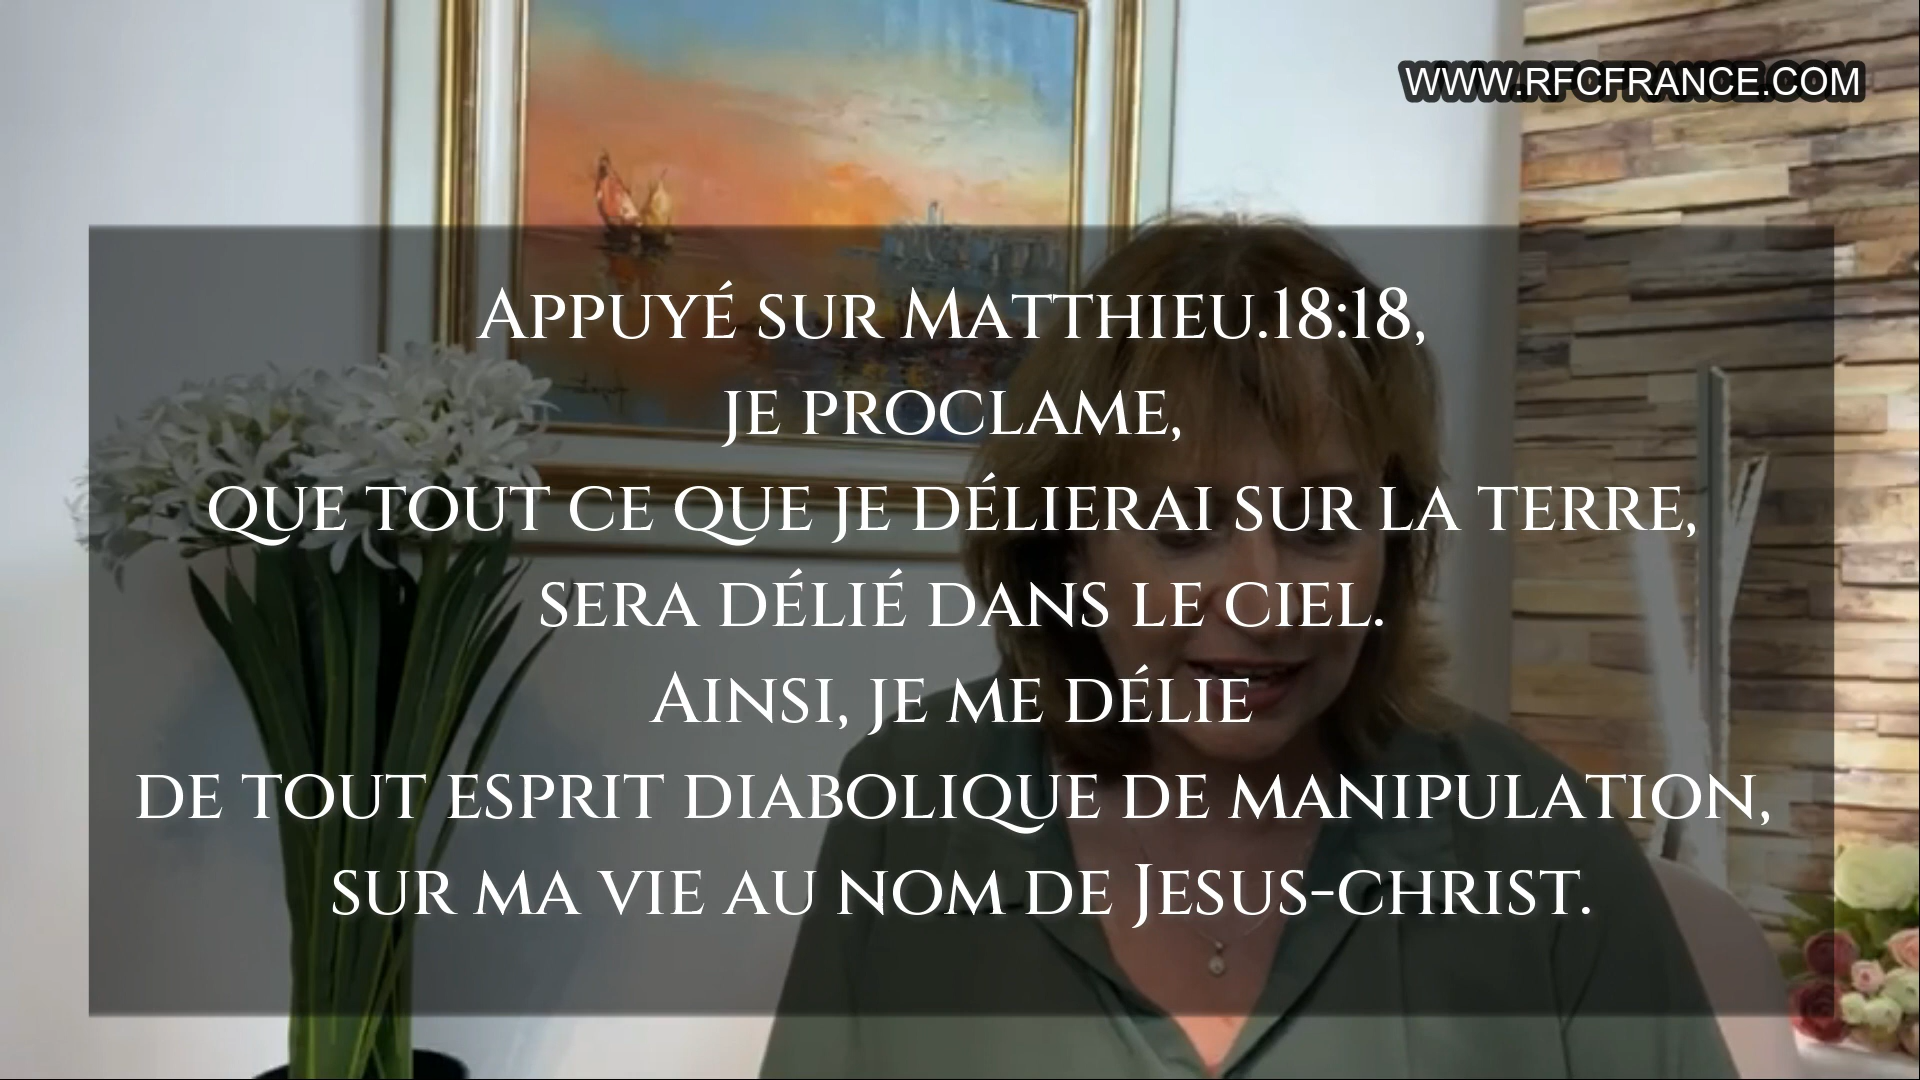 WWW.RFCFRANCE.COM
Appuyé sur Matthieu.18:18,
je proclame,
que tout ce que je délierai sur la terre,
sera délié dans le ciel.
Ainsi, je me délie
de tout esprit diabolique de manipulation,
sur ma vie au nom de Jesus-christ.